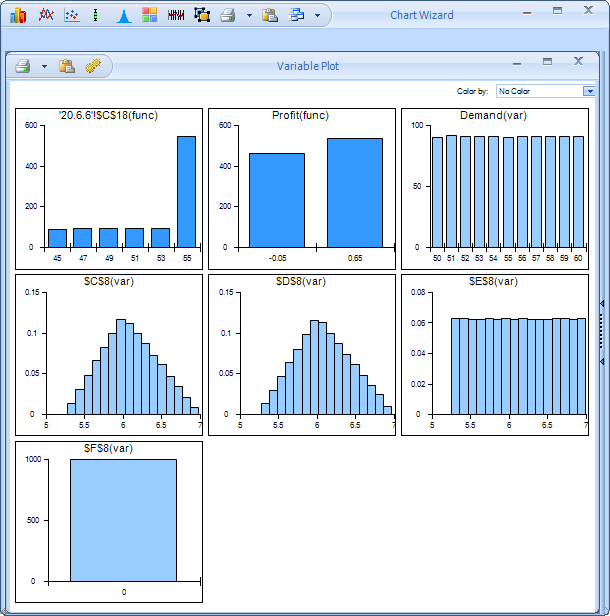 Chart Wizard
Variable Plot
Color by: No Color
'20.6.6'!$C$18(func)
600
400
200
0
45 47 49 51 53 55
Profit(func)
600
400
200
0
-0.05 0.65
Demand(var)
100
50
0
50 51 52 53 54 55 56 57 58 59 60
$C$8(var)
0.15
0.1
0.05
0
5 5.5 6 6.5 7
$D$8(var)
0.15
0.1
0.05
0
5 5.5 6 6.5 7
$E$8(var)
0.08
0.06
0.04
0.02
0
5 5.5 6 6.5 7
$F$8(var)
1000
500
0
0